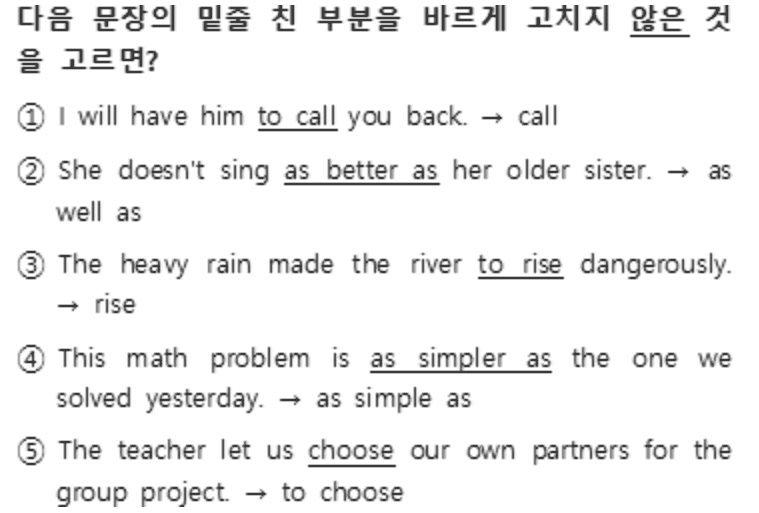 다음 문장의 밑줄 친 부분을 바르게 고치지 않은 것
을 고르면?
① I will have him to call you back. → call
② She doesn't sing as better as her older sister. → as
well as
③ The heavy rain made the river to rise dangerously.
→ rise
④ This math problem is as simpler as the one we
solved yesterday. → as simple as
⑤ The teacher let us choose our own partners for the
group project. → to choose